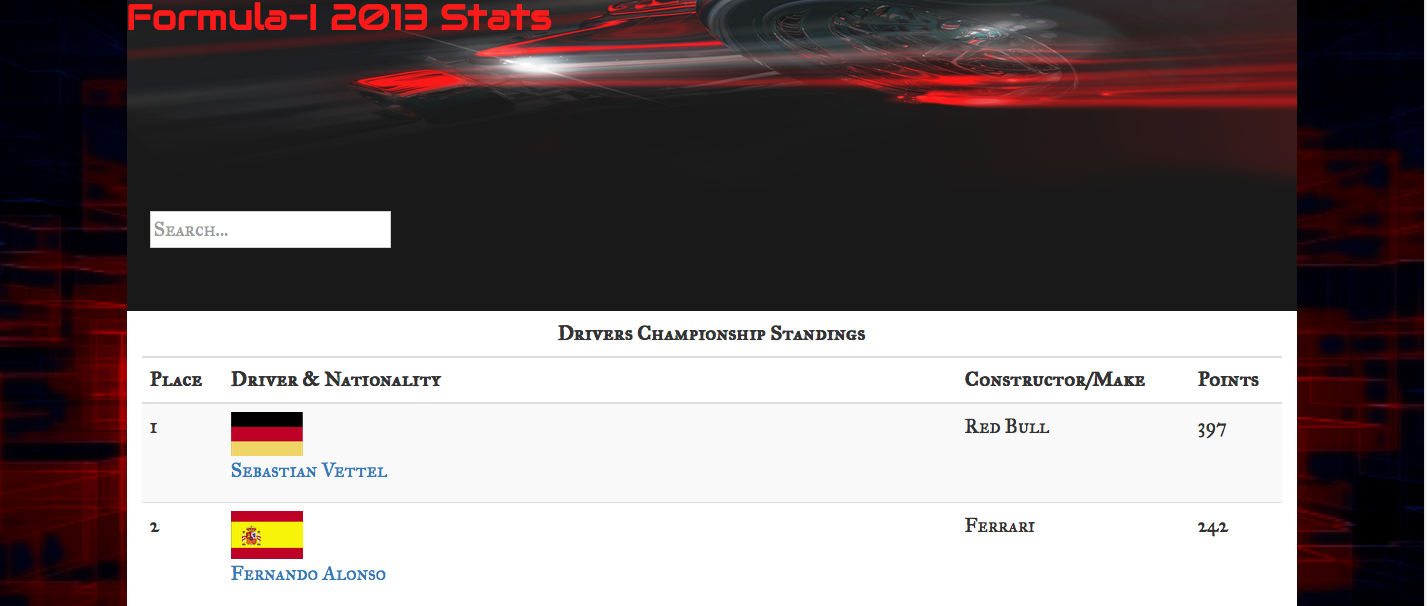 Formula-1 2013 Stats
Search...
Drivers Championship Standings
Place Driver & Nationality Constructor/Make Points
1 Red Bull 397
Sebastian Vettel
2 Ferrari 242
Fernando Alonso